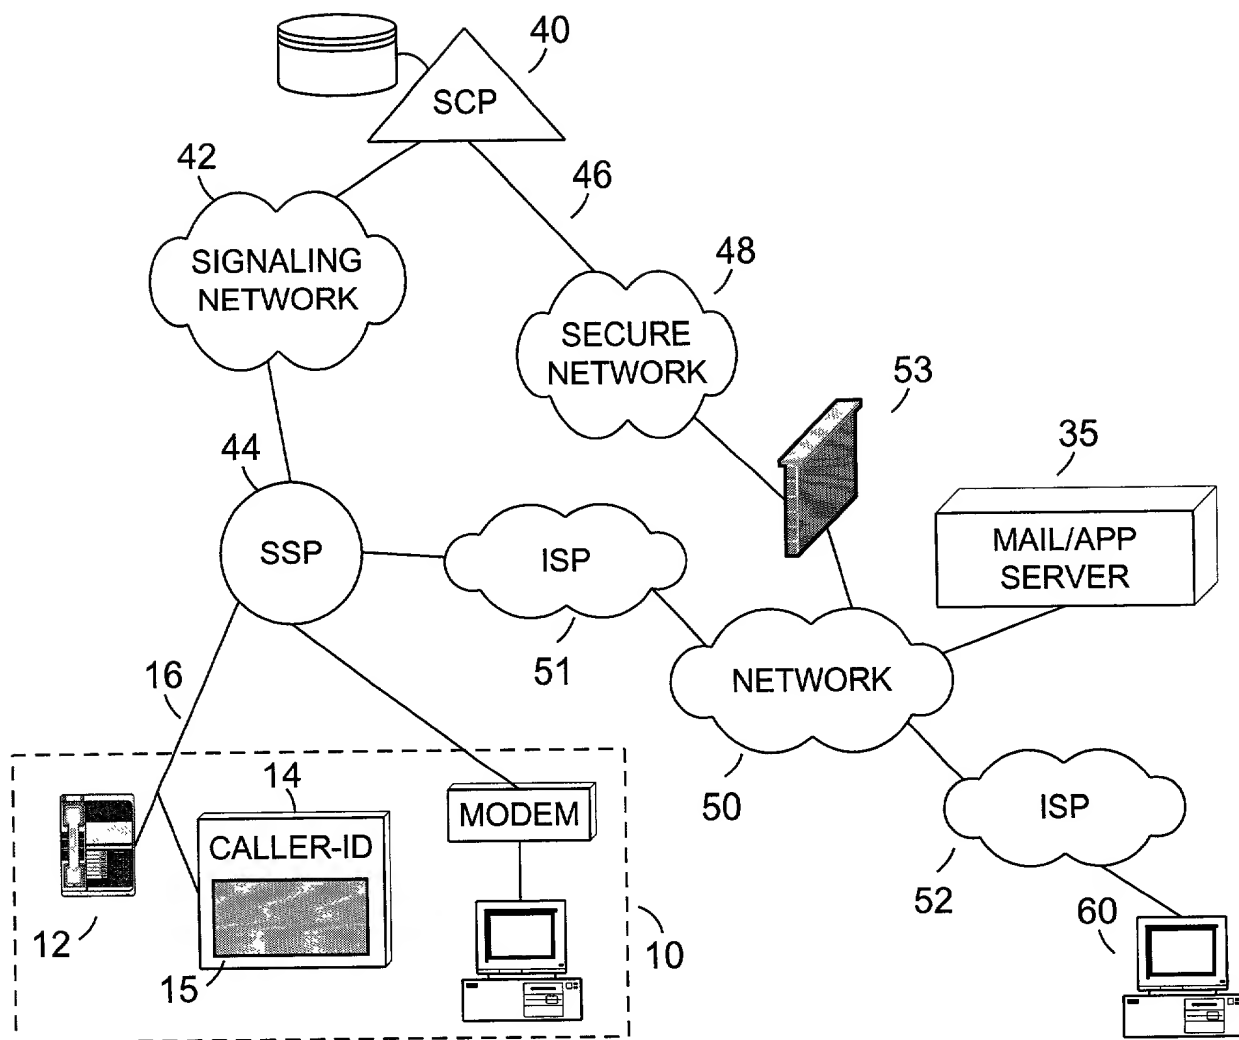 40
SCP
42
46
SIGNALING
NETWORK
48
SECURE
NETWORK
53
44
35
SSP
ISP
MAIL/APP
SERVER
51
16
NETWORK
14
50
MODEM
ISP
CALLER-ID
52
12
15
10
60